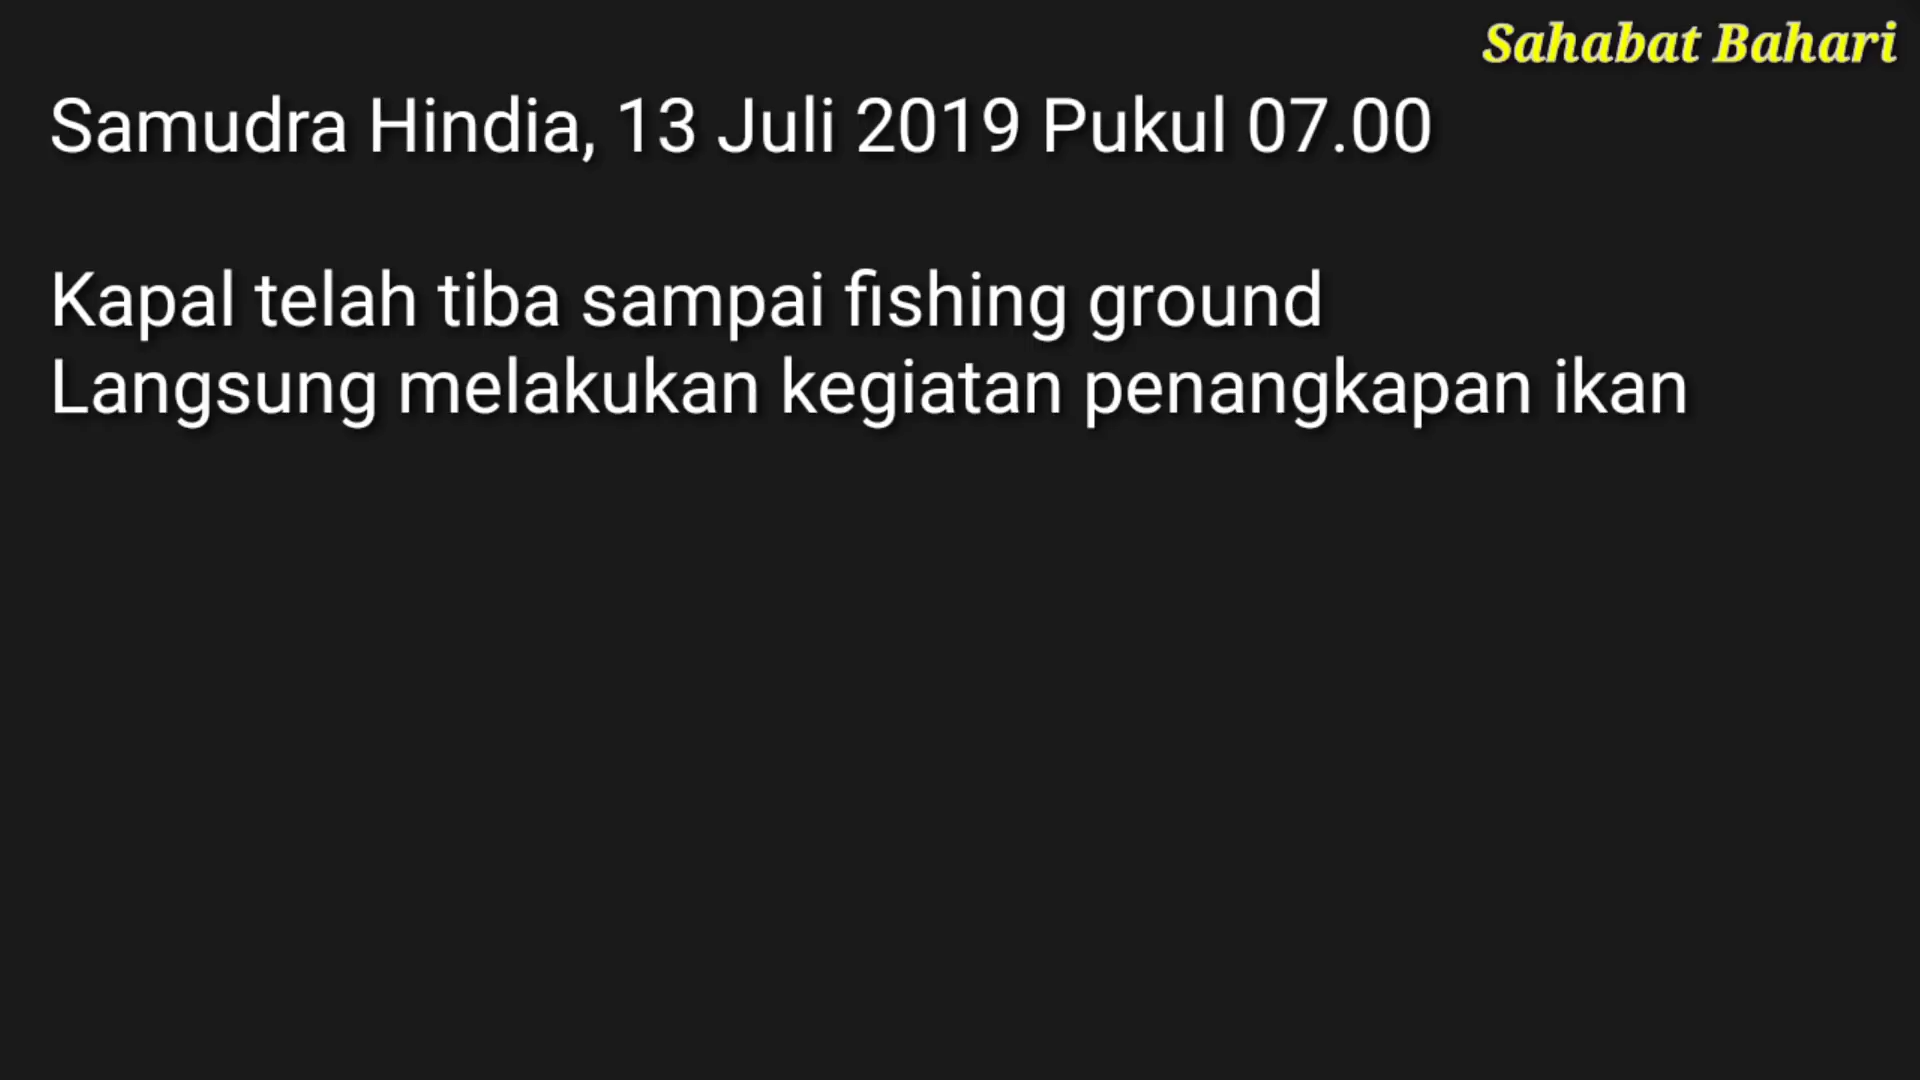 Sahabat Bahari
Samudra Hindia, 13 Juli 2019 Pukul 07.00
Kapal telah tiba sampai fishing ground
Langsung melakukan kegiatan penangkapan ikan